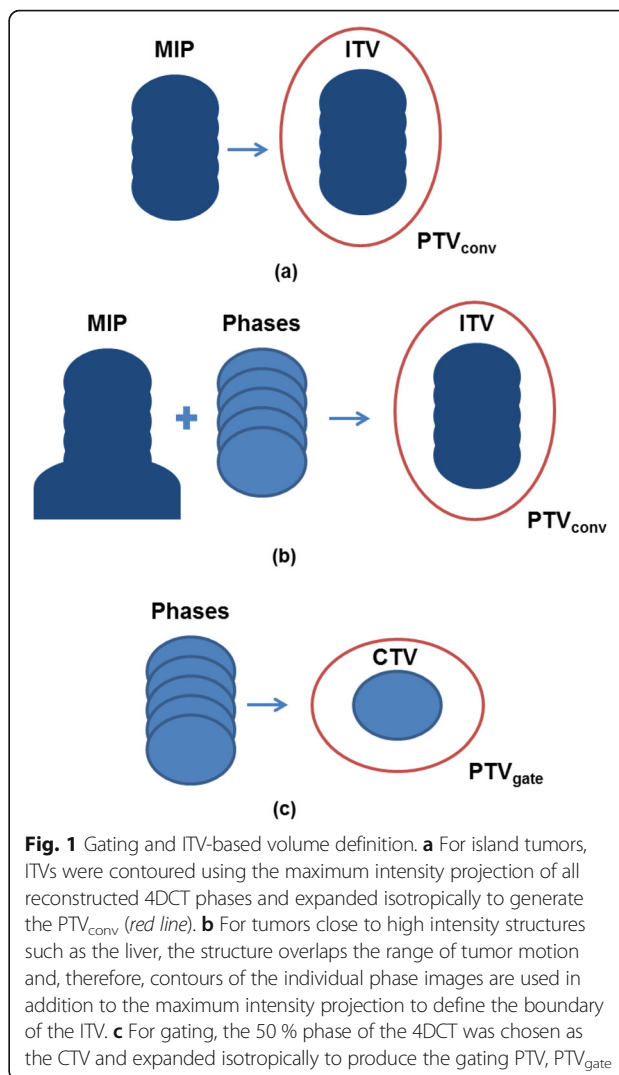 MIP ITV
PTVconv
(a)
MIP Phases ITV
PTVconv
(b)
Phases
CTV
PTVgate
(c)
Fig. 1 Gating and ITV-based volume definition. a For island tumors,
ITVs were contoured using the maximum intensity projection of all
reconstructed 4DCT phases and expanded isotropically to generate
the PTVconv (red line). b For tumors close to high intensity structures
such as the liver, the structure overlaps the range of tumor motion
and, therefore, contours of the individual phase images are used in
addition to the maximum intensity projection to define the boundary
of the ITV. c For gating, the 50 % phase of the 4DCT was chosen as
the CTV and expanded isotropically to produce the gating PTV, PTVgate